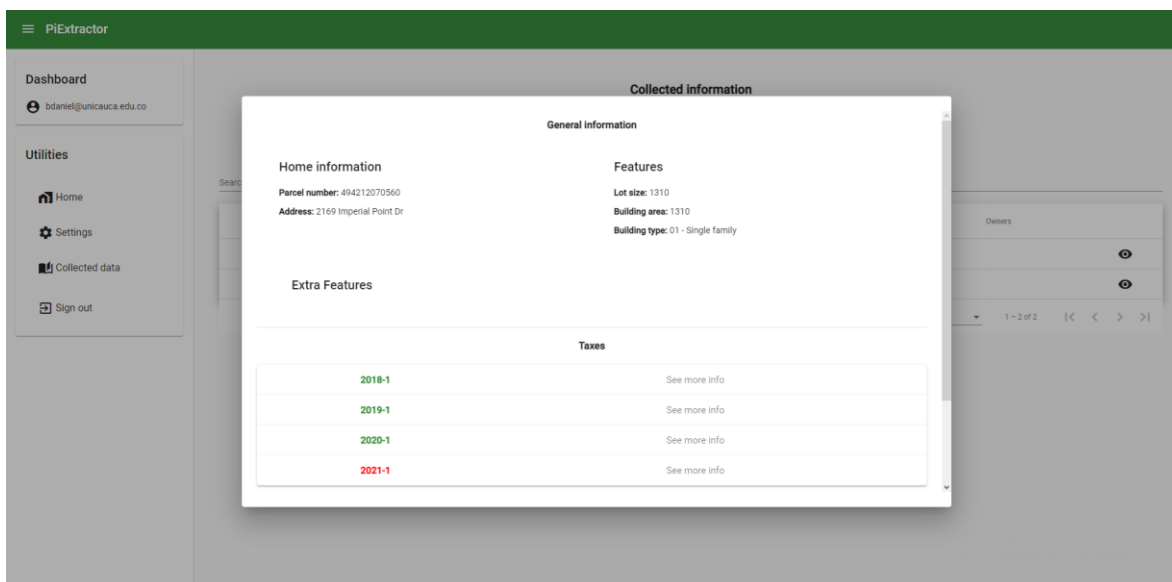 PiExtractor
Dashboard
bdaniel@unicauca.edu.co
Utilities
Home
Settings
Collected data
Sign out
Collected information
Searc
Owners
1 – 2 of 2
General information
Home information
Parcel number: 494212070560
Address: 2169 Imperial Point Dr
Features
Lot size: 1310
Building area: 1310
Building type: 01 - Single family
Extra Features
Taxes
2018-1 See more info
2019-1 See more info
2020-1 See more info
2021-1 See more info